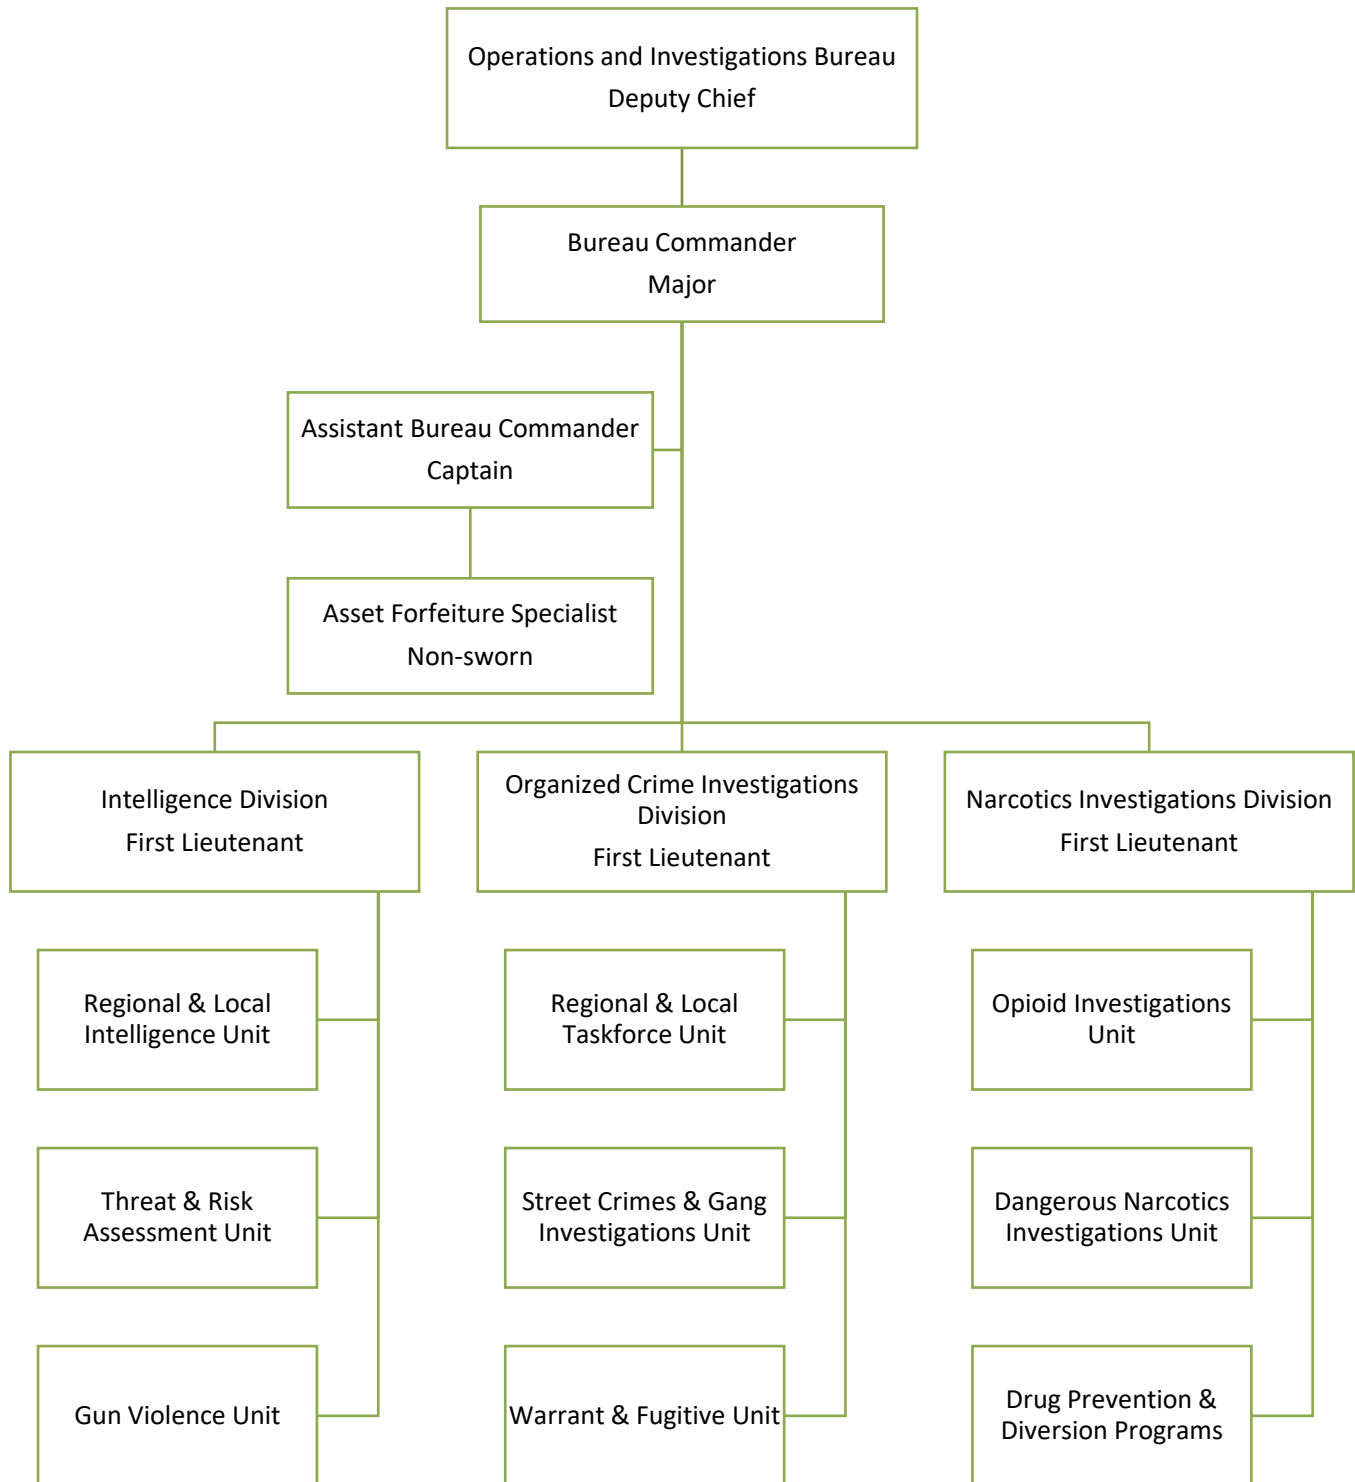 Operations and Investigations Bureau
Deputy Chief
Bureau Commander
Major
Assistant Bureau Commander
Captain
Asset Forfeiture Specialist
Non-sworn
Intelligence Division
First Lieutenant
Organized Crime Investigations
Division
First Lieutenant
Narcotics Investigations Division
First Lieutenant
Regional & Local
Intelligence Unit
Regional & Local
Taskforce Unit
Opioid Investigations
Unit
Threat & Risk
Assessment Unit
Street Crimes & Gang
Investigations Unit
Dangerous Narcotics
Investigations Unit
Gun Violence Unit
Warrant & Fugitive Unit
Drug Prevention &
Diversion Programs